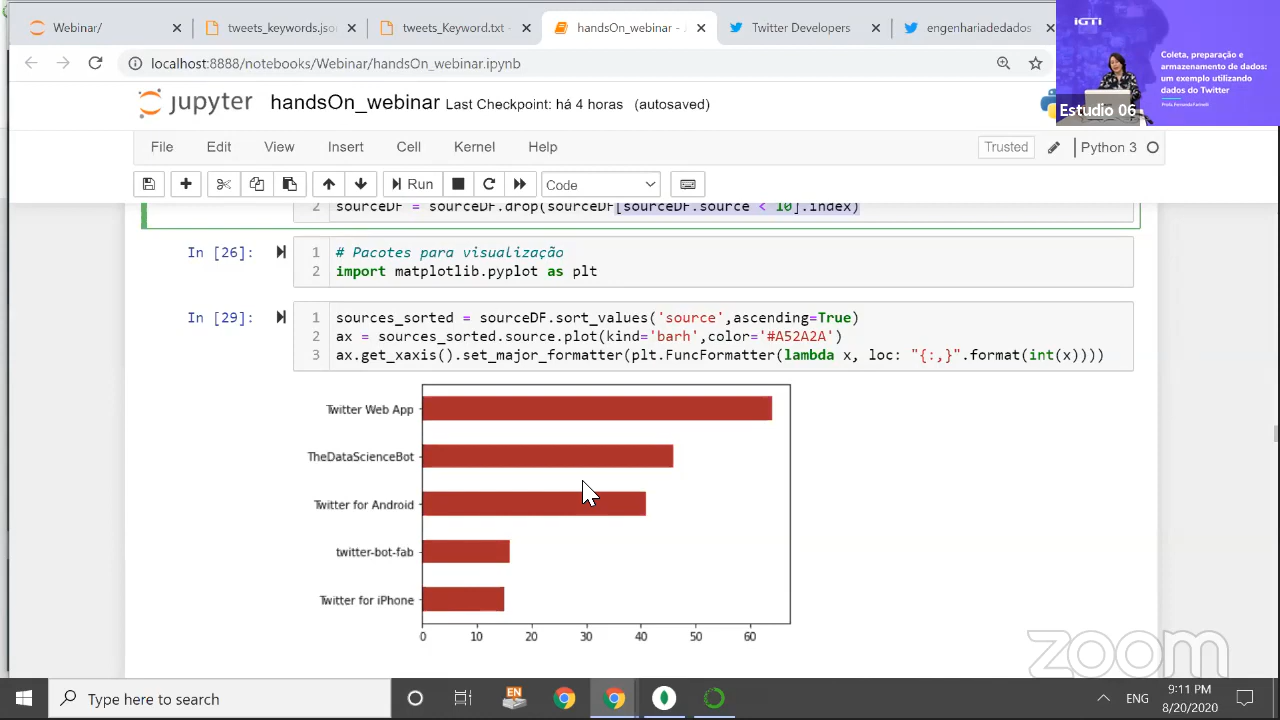 Webinar/
tweets_keywords.json
tweets_Keyword.txt -
handsOn_webinar -
Twitter Developers
engenhariadedados
localhost:8888/notebooks/Webinar/handsOn_webinar.ipynb
IGTI
Coleta, preparação e
armazenamento de dados:
um exemplo utilizando
dados do Twitter
Profa. Fernanda Farinelli
Estudio 06
jupyter handsOn_webinar Last Checkpoint: há 4 horas (autosaved)
File Edit View Insert Cell Kernel Help Trusted Python 3
Run Code
2 sourceDF = sourceDF.drop(sourceDF[sourceDF.source < 10].index)
In [26]: 1 # Pacotes para visualização
2 import matplotlib.pyplot as plt
In [29]: 1 sources_sorted = sourceDF.sort_values('source',ascending=True)
2 ax = sources_sorted.source.plot(kind='barh',color='#A52A2A')
3 ax.get_xaxis().set_major_formatter(plt.FuncFormatter(lambda x, loc: "{:,}".format(int(x))))
Twitter Web App
TheDataScienceBot
Twitter for Android
twitter-bot-fab
Twitter for iPhone
0 10 20 30 40 50 60
zoom
Type here to search
EN
ENG
9:11 PM
8/20/2020